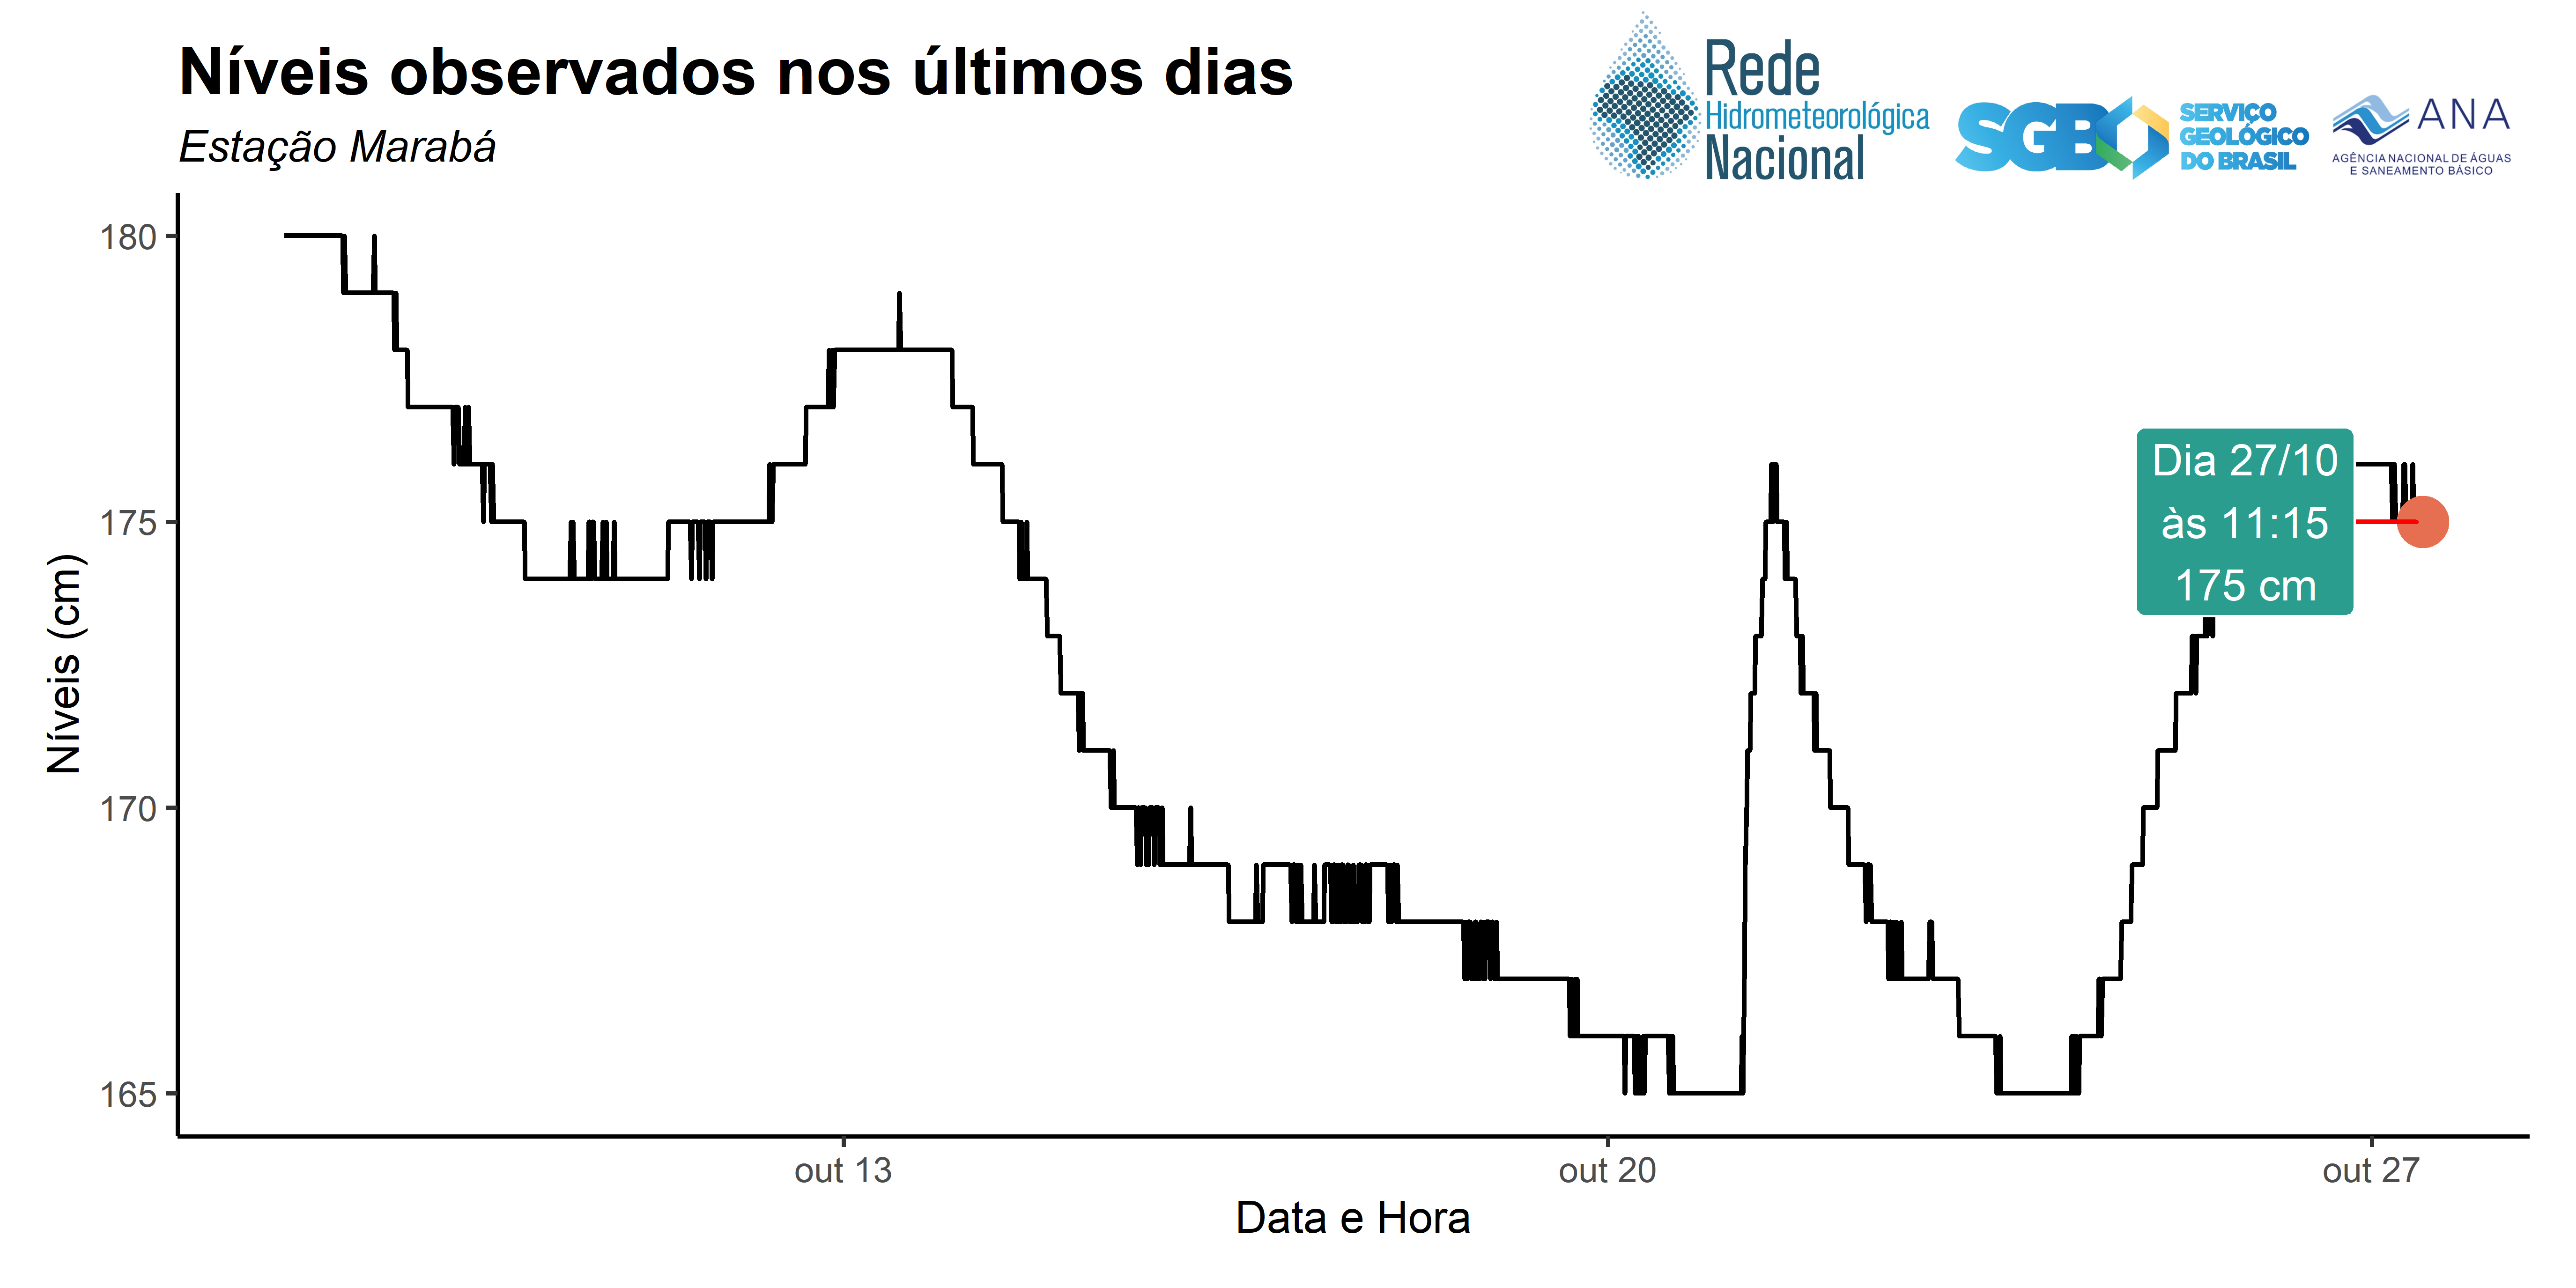 Níveis observados nos últimos dias
Estação Marabá
Rede
Hidrometeorológica
Nacional
SGB
SERVIÇO
GEOLÓGICO
DO BRASIL
ANA
AGÊNCIA NACIONAL DE ÁGUAS
E SANEAMENTO BÁSICO
Níveis (cm)
180
175
170
165
Dia 27/10
às 11:15
175 cm
out 13
out 20
out 27
Data e Hora